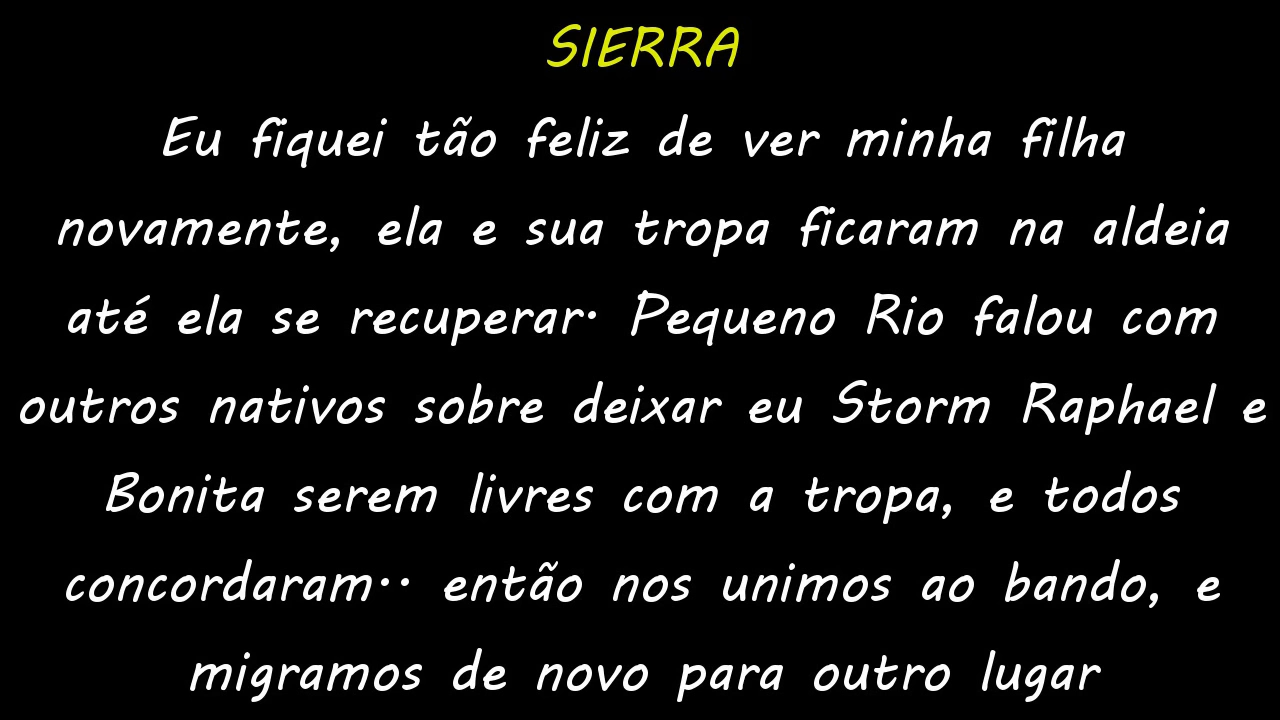 SIERRA
Eu fiquei tão feliz de ver minha filha
novamente, ela e sua tropa ficaram na aldeia
até ela se recuperar. Pequeno Rio falou com
outros nativos sobre deixar eu Storm Raphael e
Bonita serem livres com a tropa, e todos
concordaram.. então nos unimos ao bando, e
migramos de novo para outro lugar